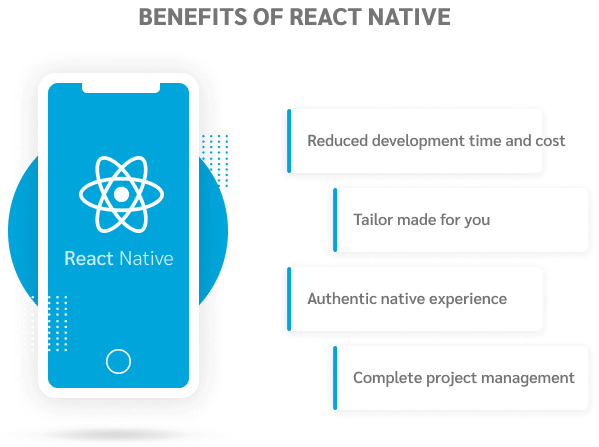 BENEFITS OF REACT NATIVE
React Native
Reduced development time and cost
Tailor made for you
Authentic native experience
Complete project management